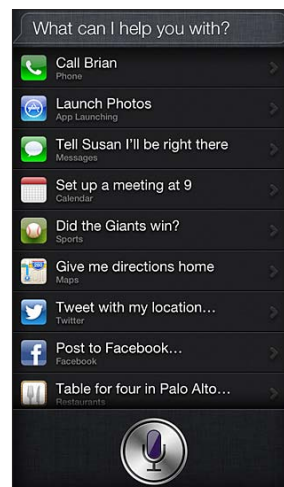 What can I help you with?
Call Brian
Phone
Launch Photos
App Launching
Tell Susan I'll be right there
Messages
Set up a meeting at 9
Calendar
Did the Giants win?
Sports
Give me directions home
Maps
Tweet with my location...
Twitter
Post to Facebook...
Facebook
Table for four in Palo Alto...
Restaurants